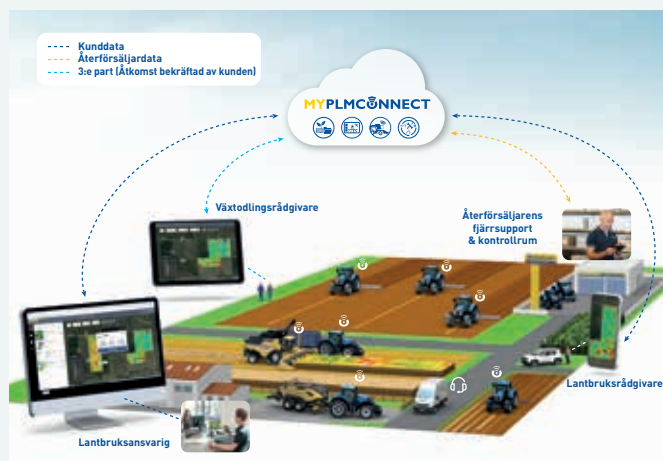 Kunddata
Återförsäljardata
3:e part (Åtkomst bekräftad av kunden)
MYPLMCONNECT
Växtodlingsrådgivare
Återförsäljarens
fjärrsupport
& kontrollrum
Lantbruksrådgivare
Lantbruksansvarig